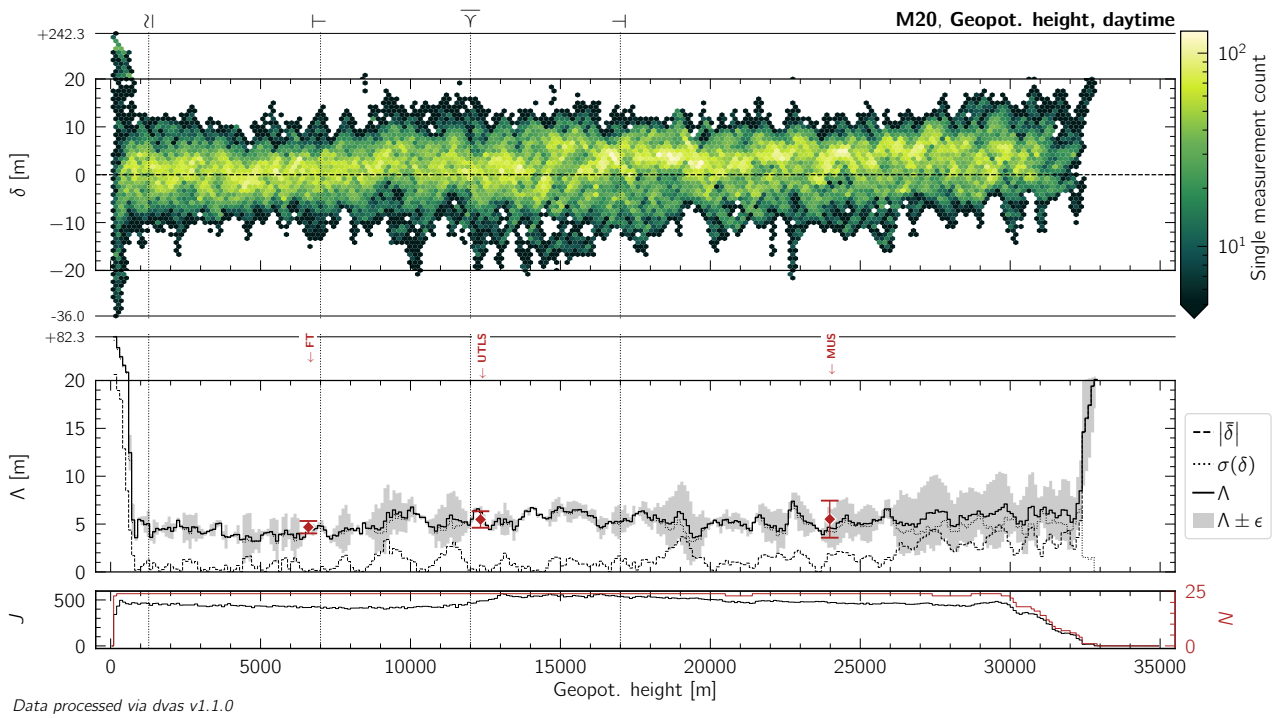 M20, Geopot. height, daytime
+242.3
20
10
0
−10
−20
-36.0
δ [m]
10²
10¹
Single measurement count
+82.3
FT
UTLS
MUS
20
15
10
5
0
Λ [m]
|δ̄|
σ(δ)
Λ
Λ ± ϵ
500
0
J
25
0
N
0 5000 10000 15000 20000 25000 30000 35000
Geopot. height [m]
Data processed via dvas v1.1.0